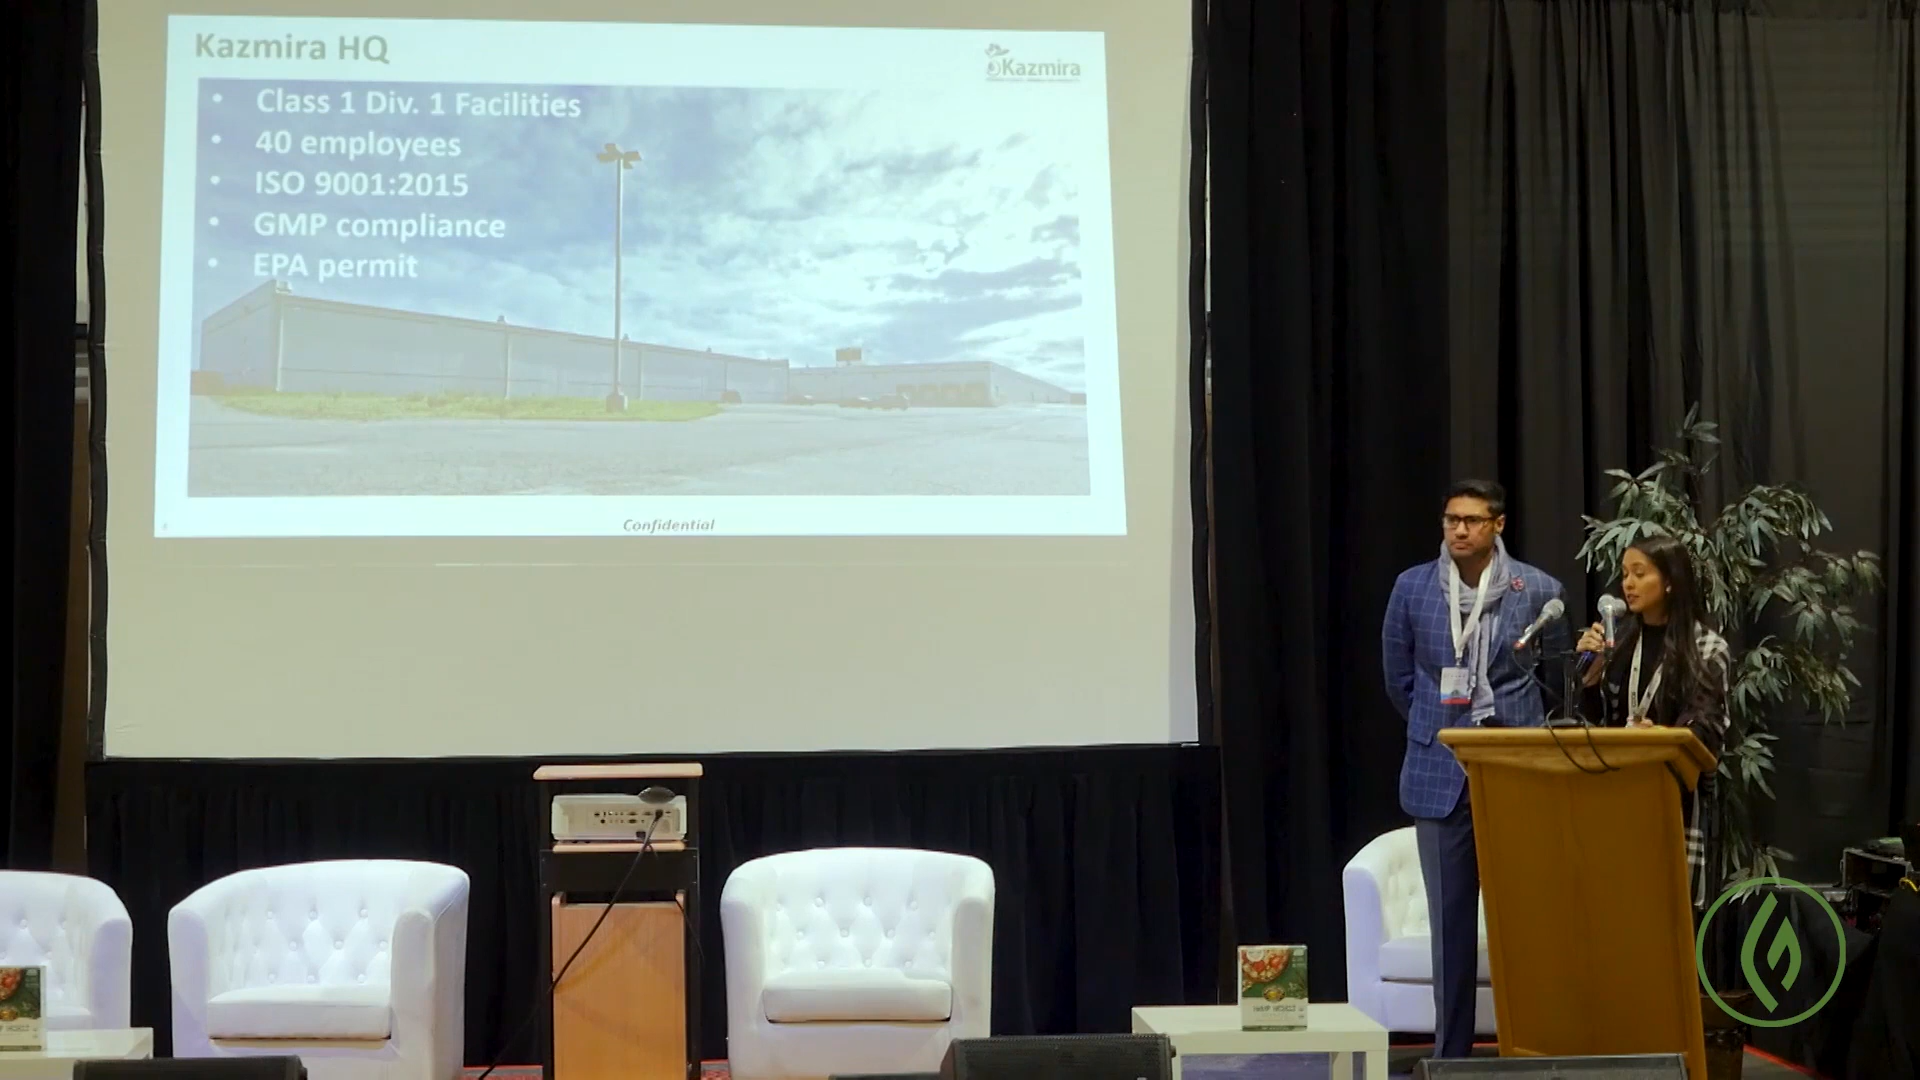 Kazmira HQ
Kazmira
• Class 1 Div. 1 Facilities
• 40 employees
• ISO 9001:2015
• GMP compliance
• EPA permit
Confidential